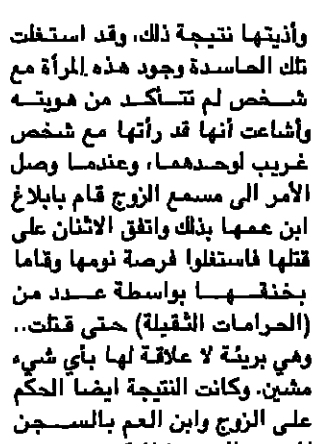 وأذيتها نتيجة ذلك، وقد استغلت
تلك الحاسدة وجود هذه المرأة مع
شخص لم تتأكد من هويته
وأشاعت أنها قد رأتها مع شخص
غريب لوحدهما، وعندما وصل
الأمر الى مسمع الزوج قام بابلاغ
ابن عمها بذلك واتفق الاثنان على
قتلها فاستغلوا فرصة نومها وقاما
بخنقها بواسطة عدد من
(الحرامات الثقيلة) حتى قتلت..
وهي بريئة لا علاقة لها بأي شيء
مشين. وكانت النتيجة ايضا الحكم
على الزوج وابن العم بالسجن